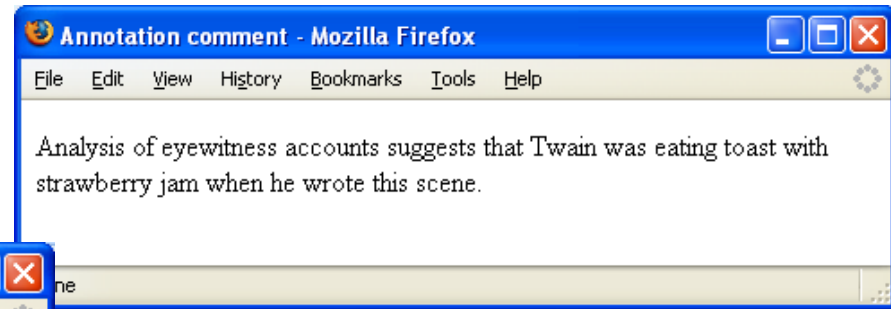 Annotation comment - Mozilla Firefox
File Edit View History Bookmarks Tools Help
Analysis of eyewitness accounts suggests that Twain was eating toast with
strawberry jam when he wrote this scene.
ne